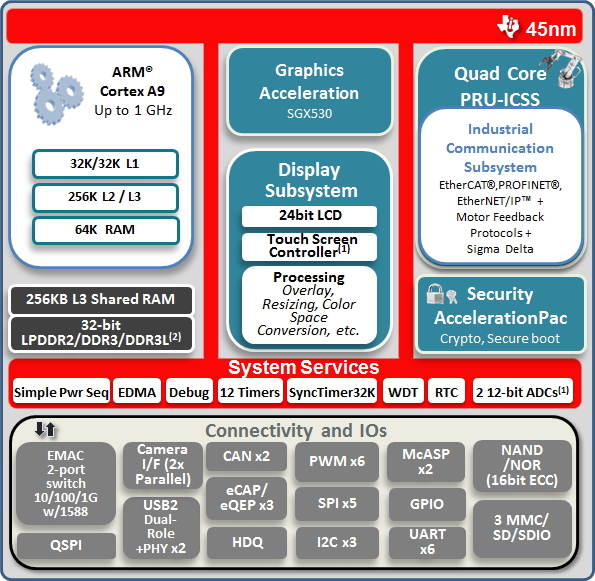 45nm
ARM®
Cortex A9
Up to 1 GHz
32K/32K L1
256K L2 / L3
64K RAM
256KB L3 Shared RAM
32-bit
LPDDR2/DDR3/DDR3L(2)
Graphics
Acceleration
SGX530
Display
Subsystem
24bit LCD
Touch Screen
Controller(1)
Processing
Overlay,
Resizing, Color
Space
Conversion, etc.
Quad Core
PRU-ICSS
Industrial
Communication
Subsystem
EtherCAT®,PROFINET®,
EtherNET/IP™ +
Motor Feedback
Protocols +
Sigma Delta
Security
AccelerationPac
Crypto, Secure boot
System Services
Simple Pwr Seq
EDMA
Debug
12 Timers
SyncTimer32K
WDT
RTC
2 12-bit ADCs(1)
Connectivity and IOs
EMAC
2-port
switch
10/100/1G
w/1588
QSPI
Camera
I/F (2x
Parallel)
USB2
Dual-
Role
+PHY x2
CAN x2
eCAP/
eQEP x3
HDQ
PWM x6
SPI x5
I2C x3
McASP
x2
GPIO
UART
x6
NAND
/NOR
(16bit ECC)
3 MMC/
SD/SDIO